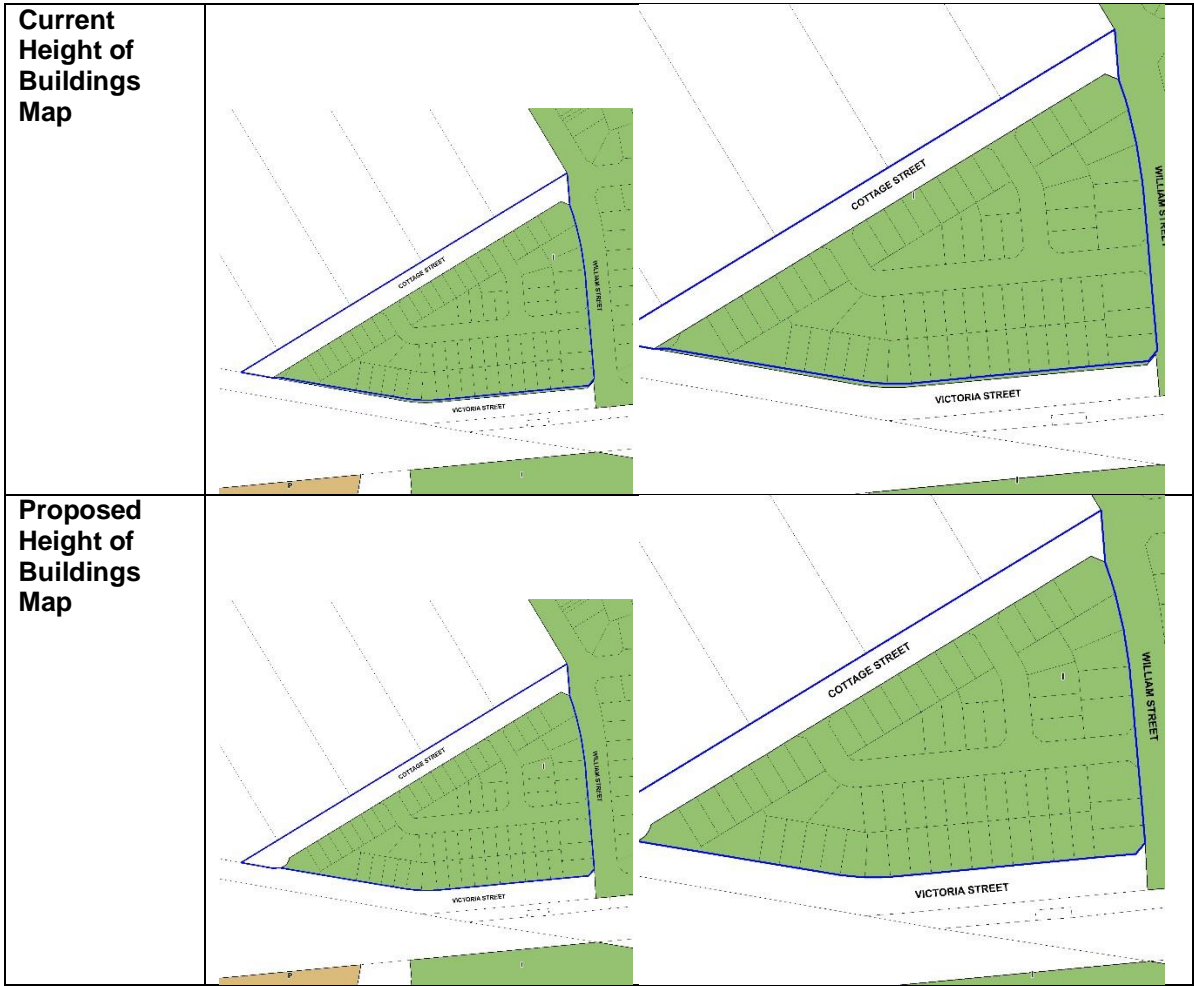 Current
Height of
Buildings
Map
COTTAGE STREET
I
WILLIAM STREET
VICTORIA STREET
P
I
COTTAGE STREET
I
WILLIAM STREET
VICTORIA STREET
I
Proposed
Height of
Buildings
Map
COTTAGE STREET
I
WILLIAM STREET
VICTORIA STREET
P
I
COTTAGE STREET
I
WILLIAM STREET
VICTORIA STREET
I